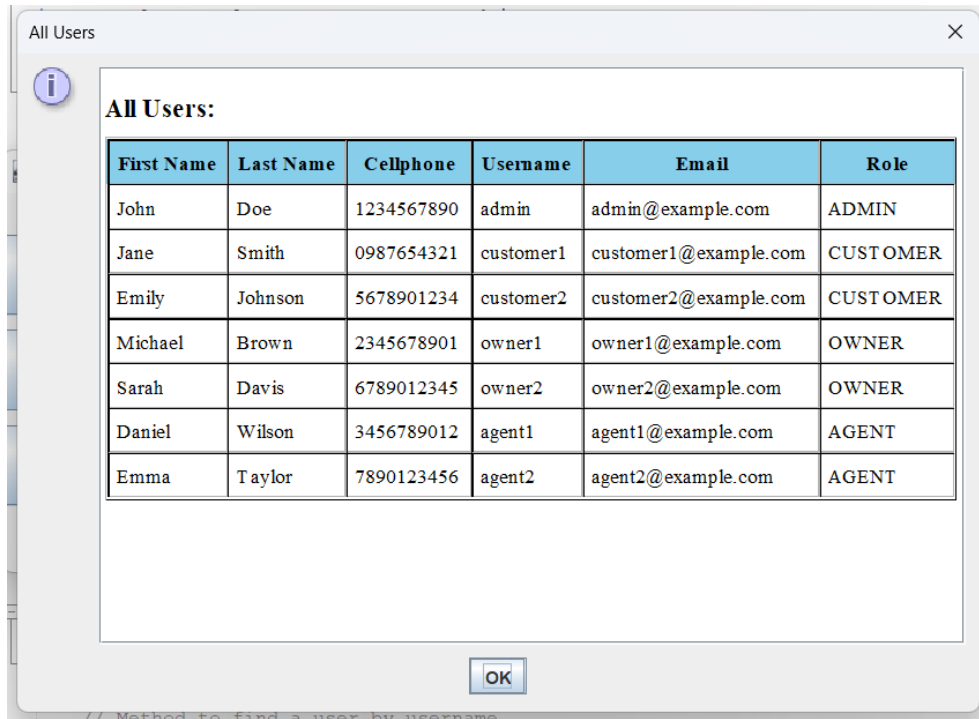 All Users
All Users:
First Name Last Name Cellphone Username Email Role
John Doe 1234567890 admin admin@example.com ADMIN
Jane Smith 0987654321 customer1 customer1@example.com CUSTOMER
Emily Johnson 5678901234 customer2 customer2@example.com CUSTOMER
Michael Brown 2345678901 owner1 owner1@example.com OWNER
Sarah Davis 6789012345 owner2 owner2@example.com OWNER
Daniel Wilson 3456789012 agent1 agent1@example.com AGENT
Emma Taylor 7890123456 agent2 agent2@example.com AGENT
OK
// Method to find a user by username